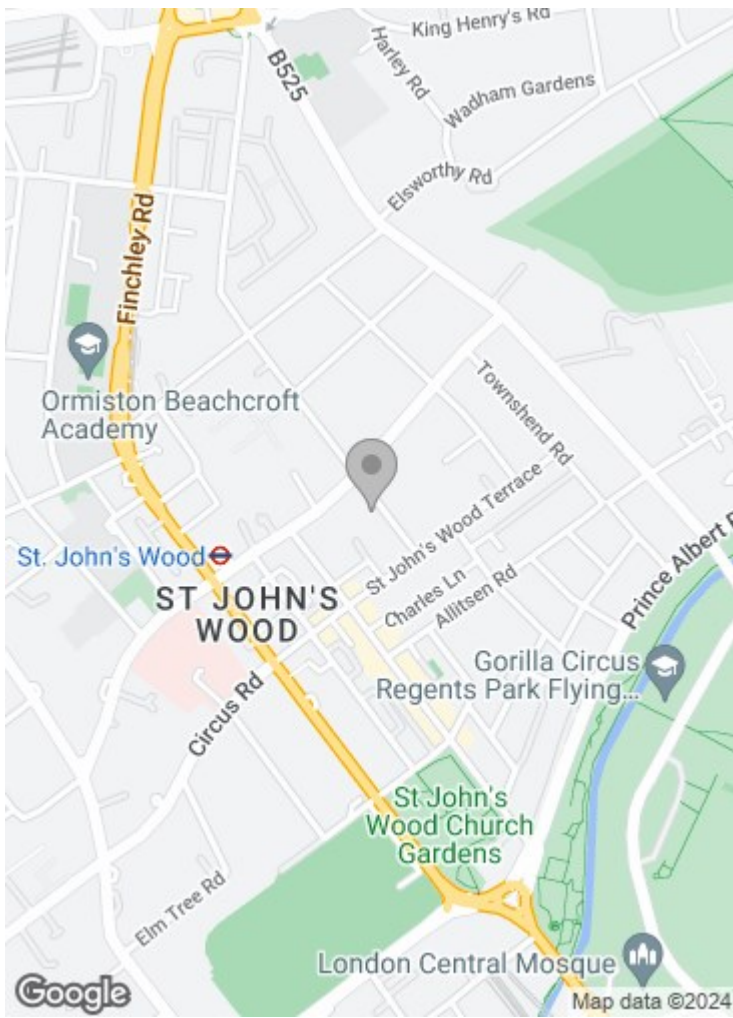 King Henry's Rd
Harley Rd
B525
Wadham Gardens
Elsworthy Rd
Finchley Rd
Ormiston Beachcroft
Academy
Townshend Rd
St. John's Wood
St John's Wood Terrace
ST JOHN'S
WOOD
Charles Ln
Allitsen Rd
Prince Albert
Gorilla Circus
Regents Park Flying...
Circus Rd
St John's
Wood Church
Gardens
Elm Tree Rd
London Central Mosque
Google
Map data ©2024